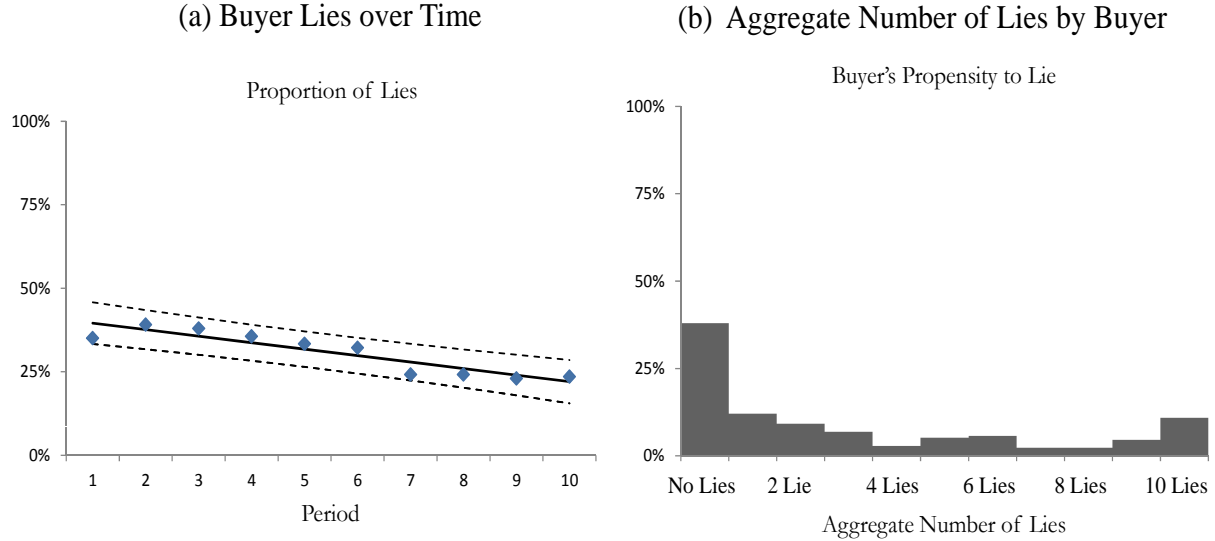 (a) Buyer Lies over Time
Proportion of Lies
100%
75%
50%
25%
0%
1 2 3 4 5 6 7 8 9 10
Period
(b) Aggregate Number of Lies by Buyer
Buyer's Propensity to Lie
100%
75%
50%
25%
0%
No Lies 2 Lie 4 Lies 6 Lies 8 Lies 10 Lies
Aggregate Number of Lies